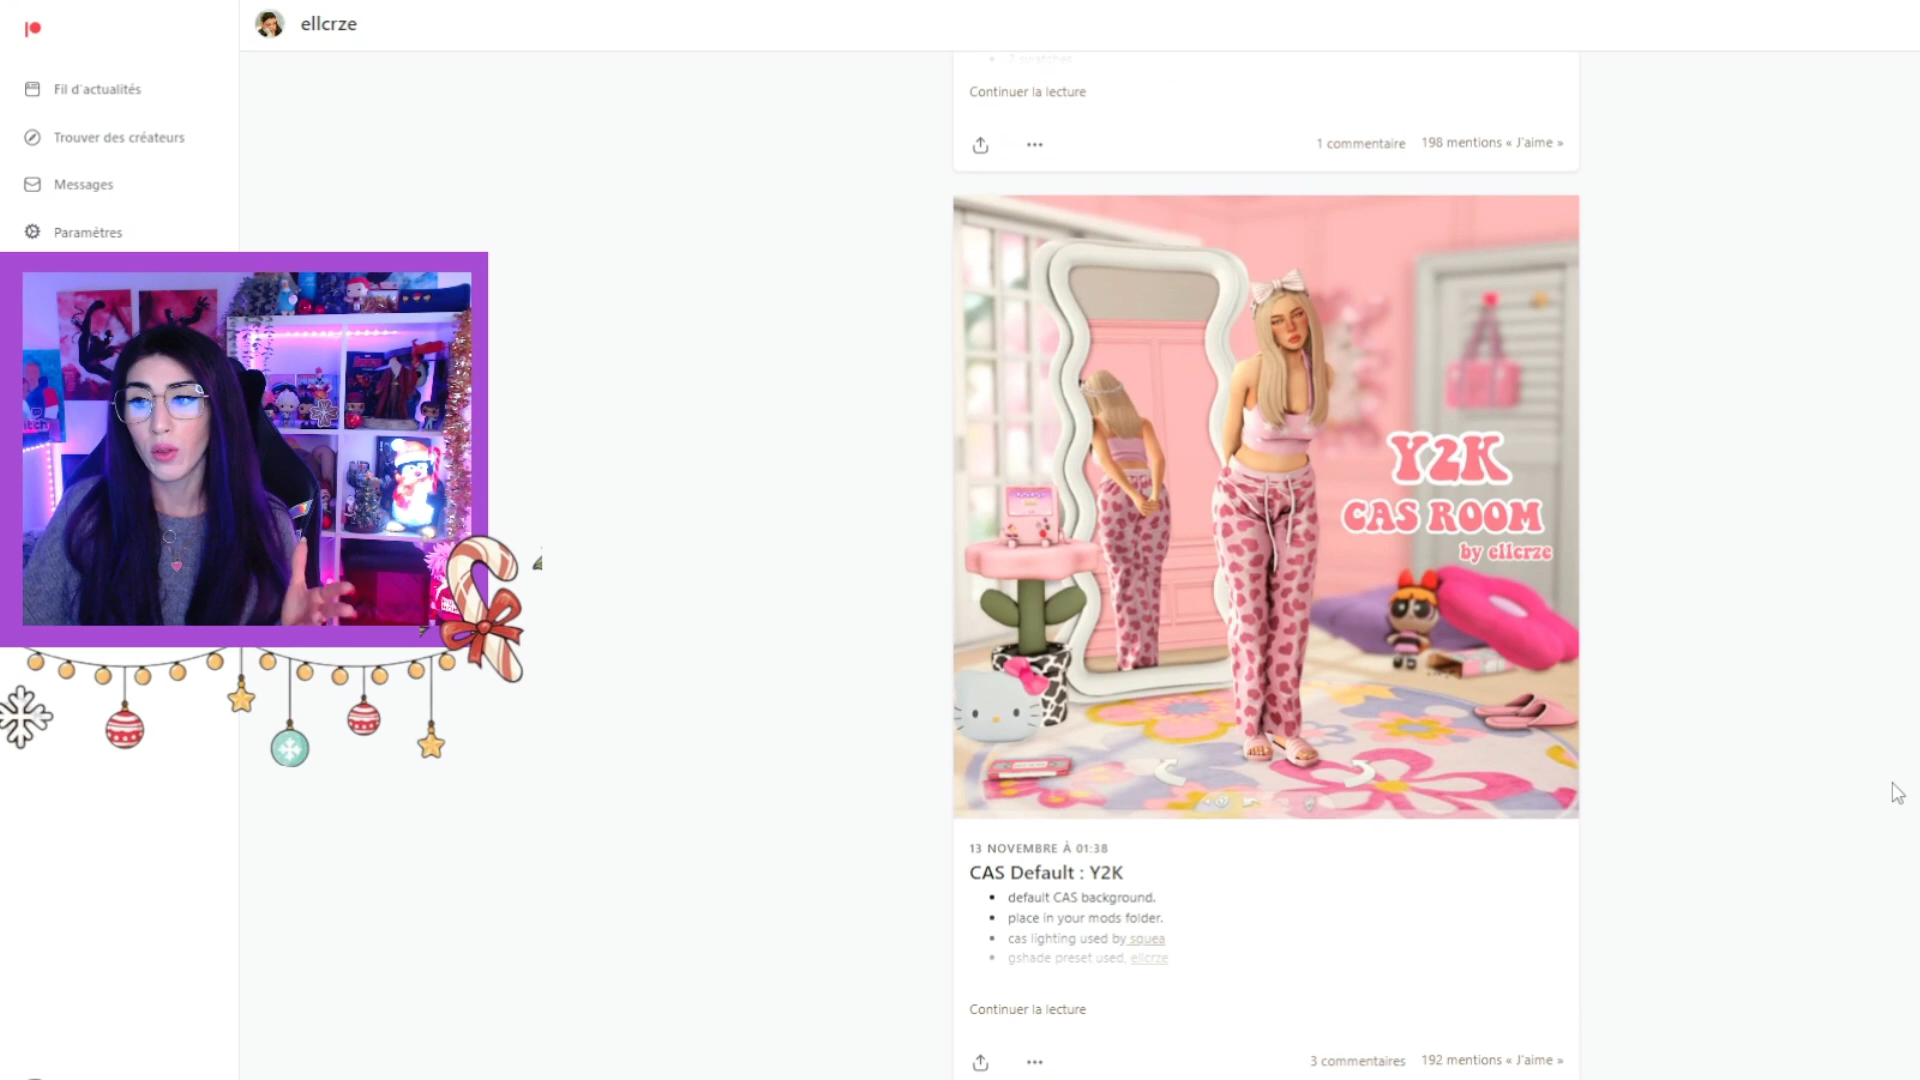 ellcrze
Fil d'actualités
Trouver des créateurs
Messages
Paramètres
2 swatches
Continuer la lecture
1 commentaire
198 mentions « J'aime »
Y2K
CAS ROOM
by ellcrze
13 NOVEMBRE À 01:38
CAS Default : Y2K
default CAS background.
place in your mods folder.
cas lighting used by squea
gshade preset used, ellcrze
Continuer la lecture
3 commentaires
192 mentions « J'aime »